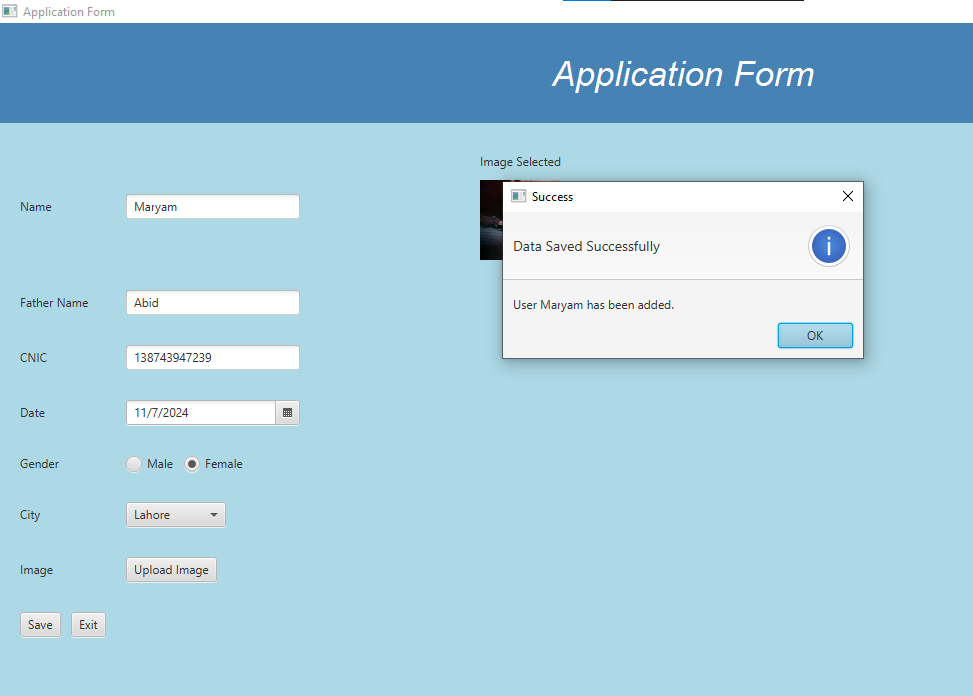 Application Form
Application Form
Image Selected
Name Maryam
Success
Data Saved Successfully
User Maryam has been added.
OK
Father Name Abid
CNIC 138743947239
Date 11/7/2024
Gender Male Female
City Lahore
Image Upload Image
Save Exit